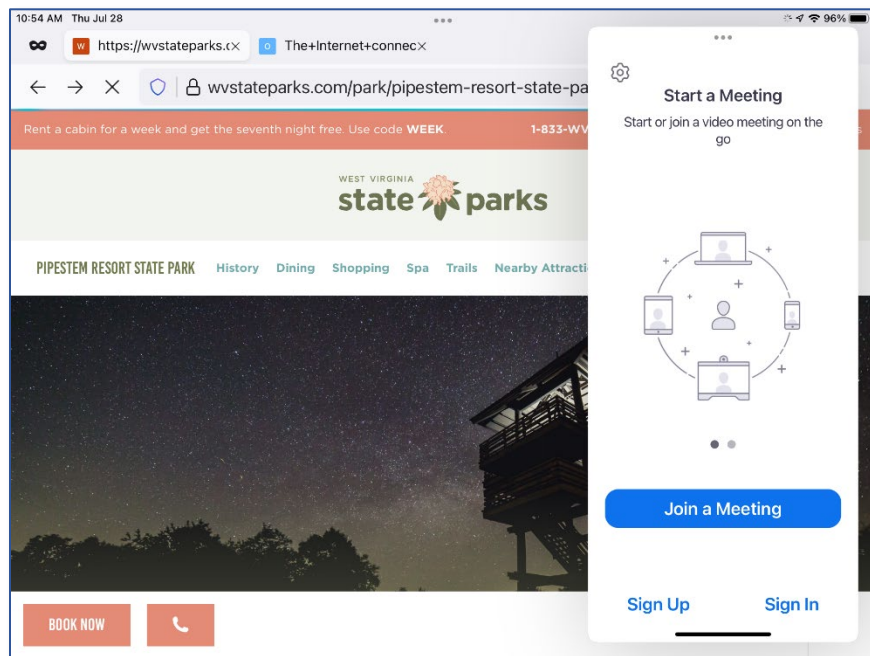 10:54 AM Thu Jul 28
96%
W https://wvstateparks.c
The+Internet+connec
wvstateparks.com/park/pipestem-resort-state-pa
Rent a cabin for a week and get the seventh night free. Use code WEEK.
1-833-WV
WEST VIRGINIA
state parks
PIPESTEM RESORT STATE PARK History Dining Shopping Spa Trails Nearby Attracti
BOOK NOW
Start a Meeting
Start or join a video meeting on the
go
Join a Meeting
Sign Up Sign In